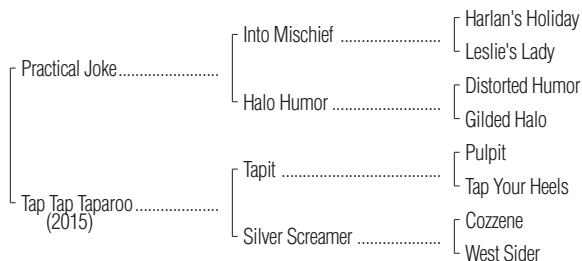 Harlan's Holiday
Into Mischief ......................
Leslie's Lady
Practical Joke ......................
Distorted Humor
Halo Humor ......................
Gilded Halo
Pulpit
Tapit ......................
Tap Your Heels
Tap Tap Taparoo ......................
(2015)
Cozzene
Silver Screamer ......................
West Sider